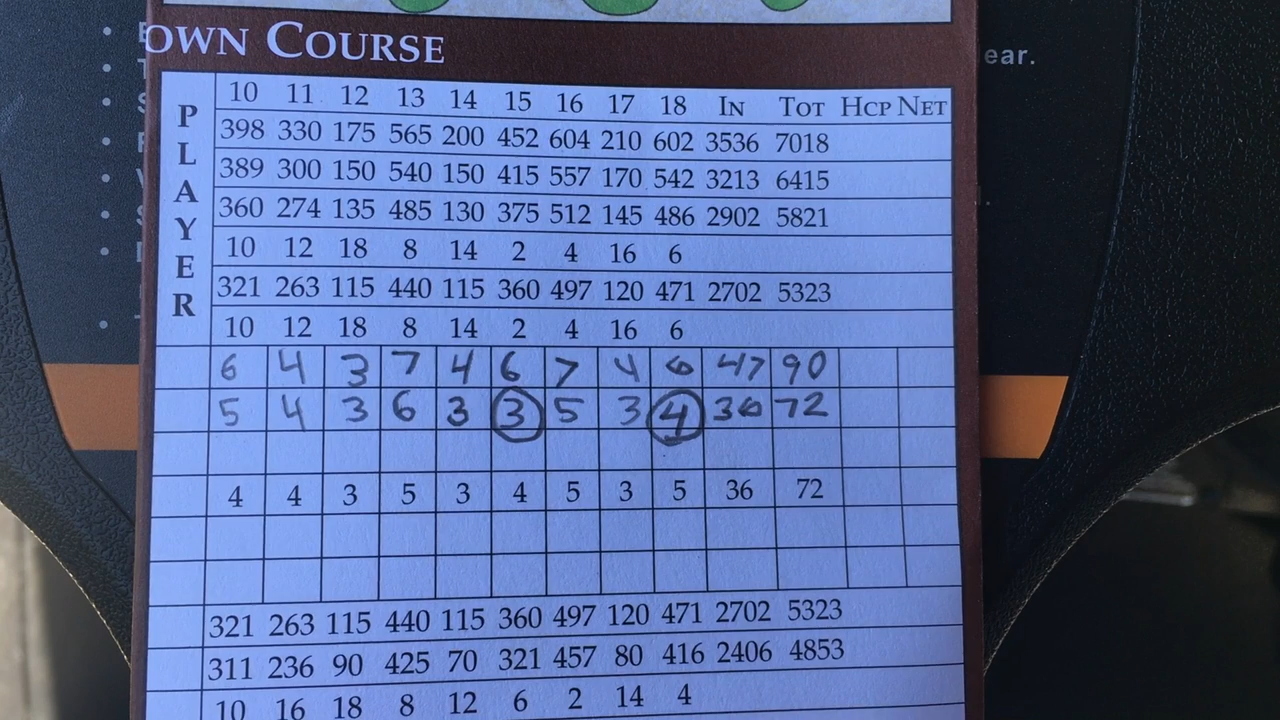 OWN COURSE
ear.
PLAYER
10 11 12 13 14 15 16 17 18 IN TOT HCP NET
398 330 175 565 200 452 604 210 602 3536 7018
389 300 150 540 150 415 557 170 542 3213 6415
360 274 135 485 130 375 512 145 486 2902 5821
10 12 18 8 14 2 4 16 6
321 263 115 440 115 360 497 120 471 2702 5323
10 12 18 8 14 2 4 16 6
6 4 3 7 4 6 7 4 6 47 90
5 4 3 6 3 3 5 3 4 36 72
4 4 3 5 3 4 5 3 5 36 72
321 263 115 440 115 360 497 120 471 2702 5323
311 236 90 425 70 321 457 80 416 2406 4853
10 16 18 8 12 6 2 14 4